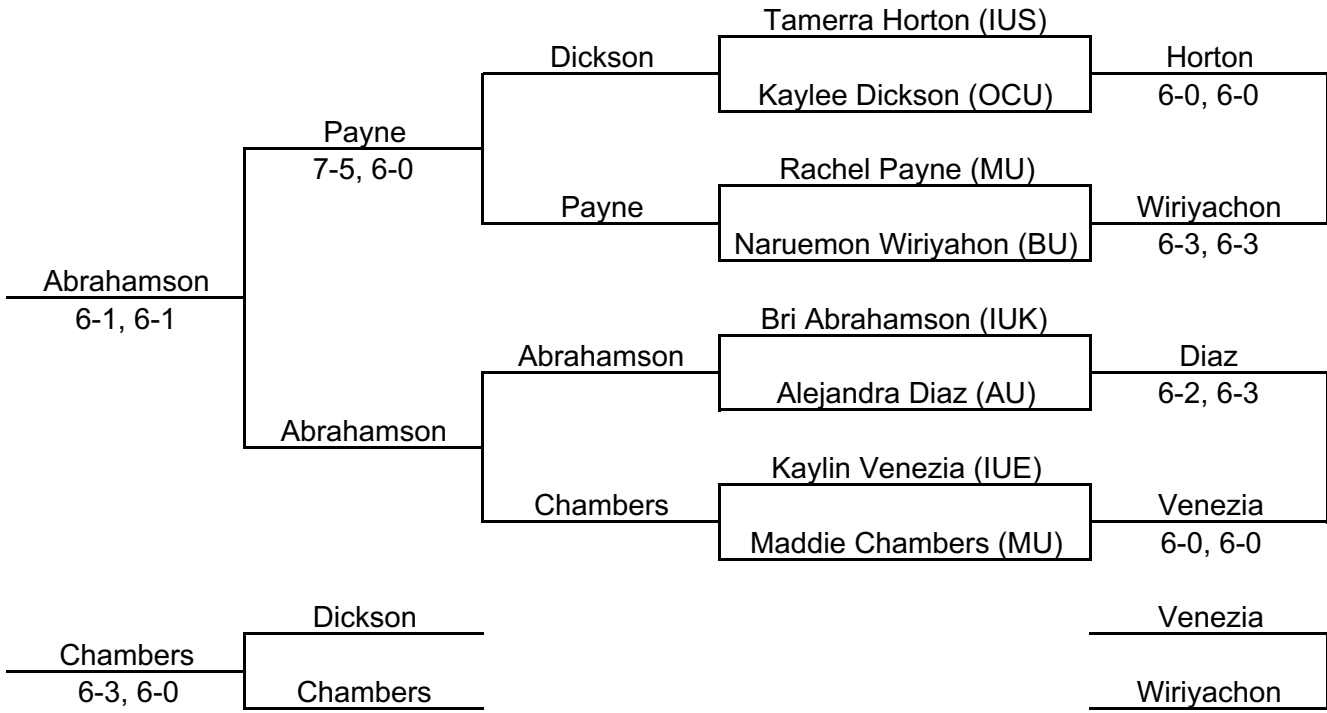 Tamerra Horton (IUS)
Dickson
Horton
Kaylee Dickson (OCU)
6-0, 6-0
Payne
7-5, 6-0
Rachel Payne (MU)
Payne
Wiriyachon
Naruemon Wiriyahon (BU)
6-3, 6-3
Abrahamson
6-1, 6-1
Bri Abrahamson (IUK)
Abrahamson
Diaz
Alejandra Diaz (AU)
6-2, 6-3
Abrahamson
Kaylin Venezia (IUE)
Chambers
Venezia
Maddie Chambers (MU)
6-0, 6-0
Dickson
Venezia
Chambers
6-3, 6-0
Chambers
Wiriyachon